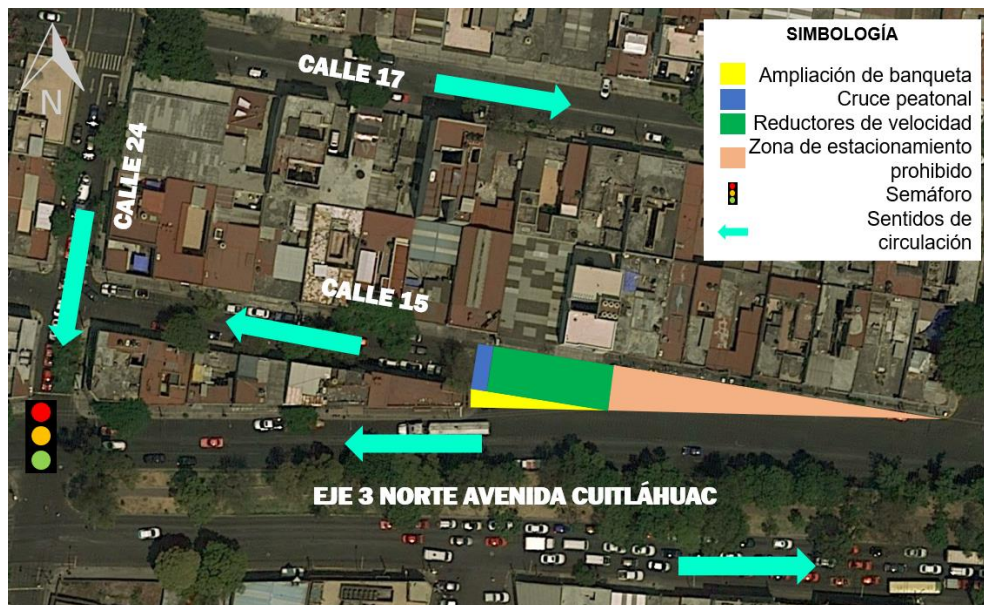 SIMBOLOGÍA
Ampliación de banqueta
Cruce peatonal
Reductores de velocidad
Zona de estacionamiento
prohibido
Semáforo
Sentidos de
circulación
N
CALLE 17
CALLE 24
CALLE 15
EJE 3 NORTE AVENIDA CUITLÁHUAC